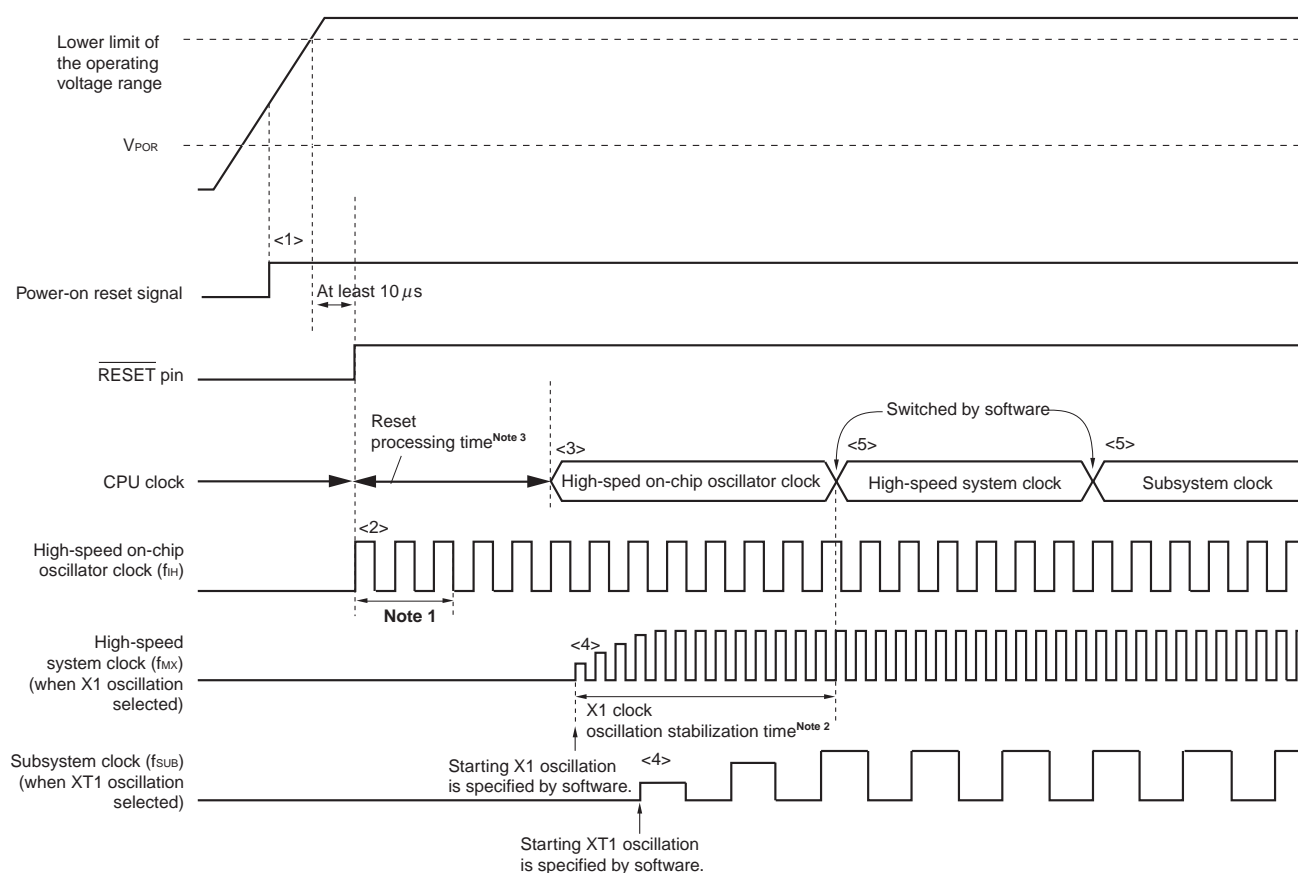 Lower limit of
the operating
voltage range
VPOR
<1>
Power-on reset signal
At least 10 μs
RESET pin
Switched by software
Reset
processing timeNote 3
<3>
<5>
<5>
CPU clock
High-sped on-chip oscillator clock
High-speed system clock
Subsystem clock
<2>
High-speed on-chip
oscillator clock (fIH)
Note 1
High-speed
system clock (fMX)
(when X1 oscillation
selected)
<4>
X1 clock
oscillation stabilization timeNote 2
Subsystem clock (fSUB)
(when XT1 oscillation
selected)
<4>
Starting X1 oscillation
is specified by software.
Starting XT1 oscillation
is specified by software.